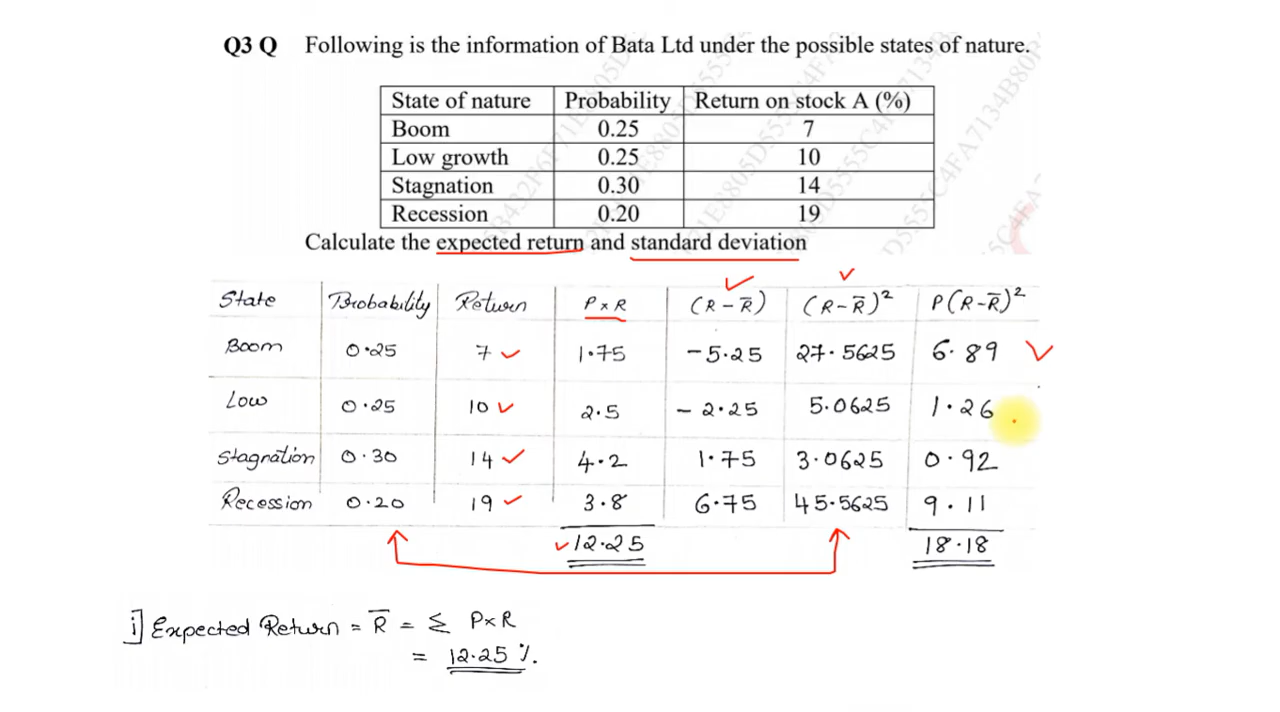 Q3 Q Following is the information of Bata Ltd under the possible states of nature.
State of nature Probability Return on stock A (%)
Boom 0.25 7
Low growth 0.25 10
Stagnation 0.30 14
Recession 0.20 19
Calculate the expected return and standard deviation
State Probability Return P×R (R-R̅) (R-R̅)² P(R-R̅)²
Boom 0.25 7 1.75 -5.25 27.5625 6.89
Low 0.25 10 2.5 -2.25 5.0625 1.26
Stagnation 0.30 14 4.2 1.75 3.0625 0.92
Recession 0.20 19 3.8 6.75 45.5625 9.11
12.25 18.18
i] Expected Return = R̅ = Σ P×R
= 12.25 %.